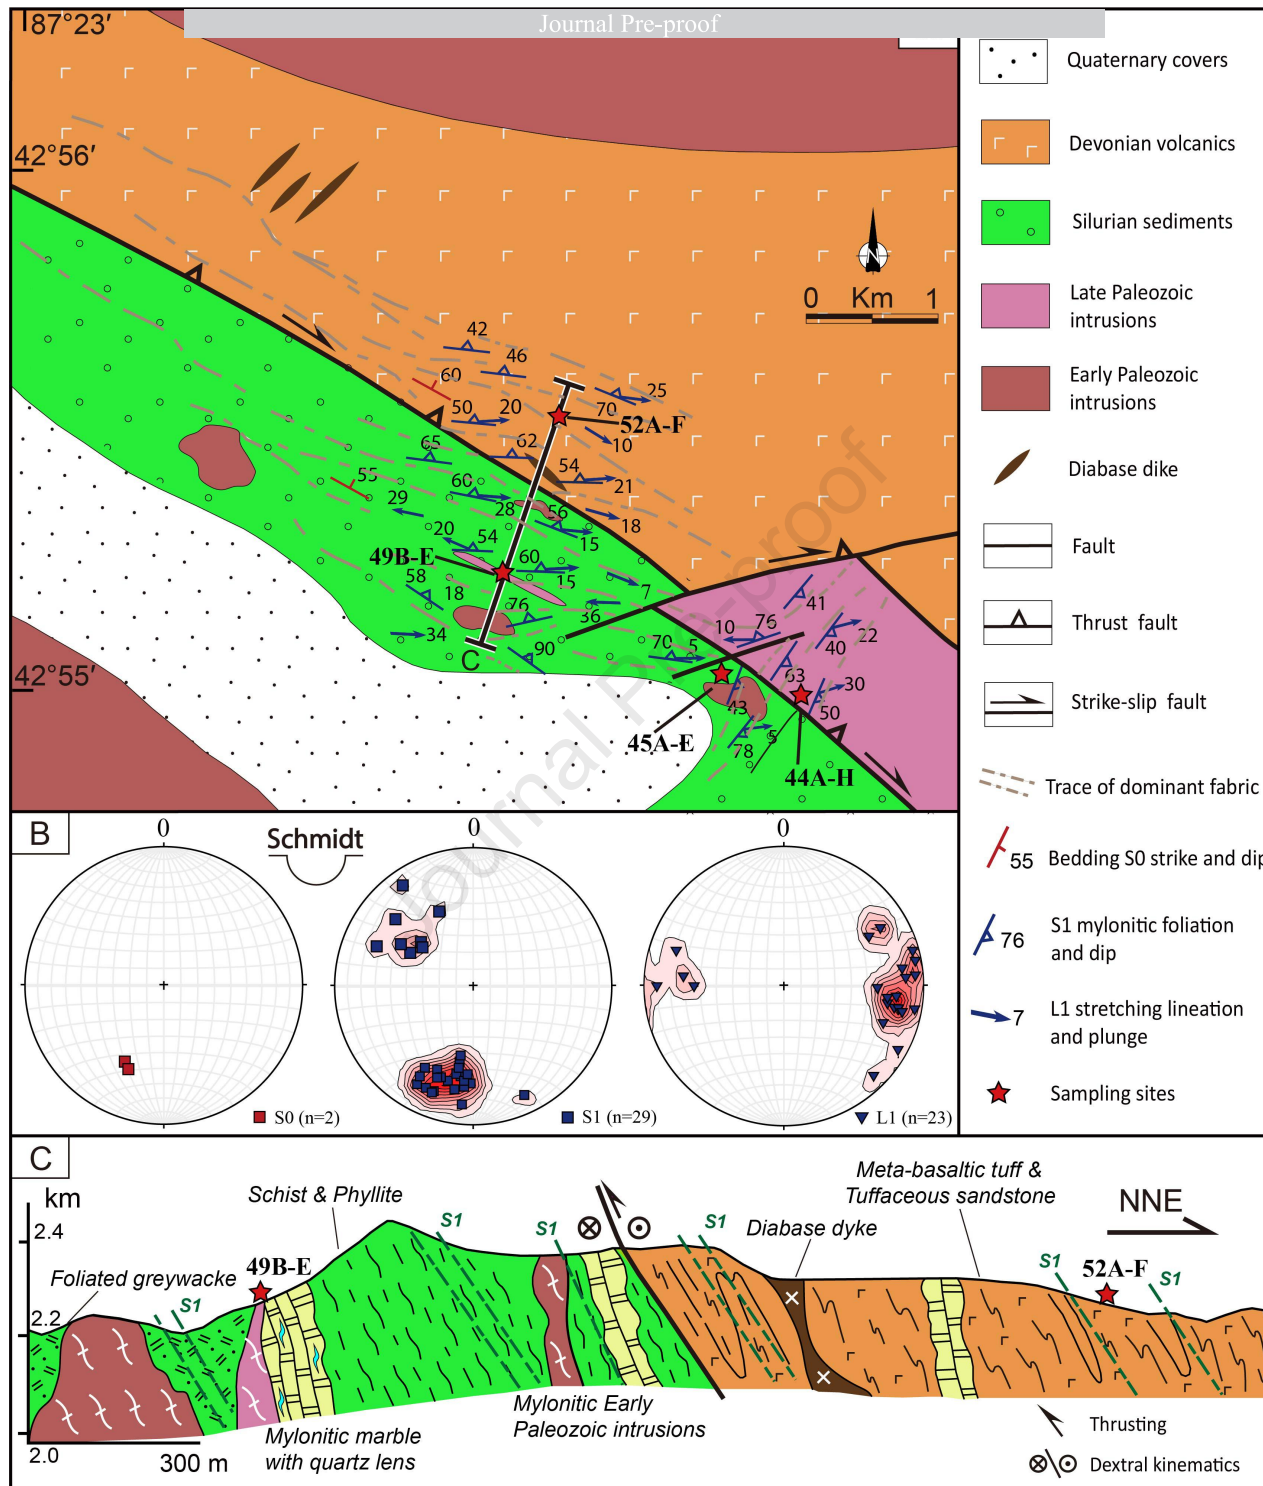 Journal Pre-proof
87°23′
42°56′
N
0 Km 1
42
46
60
25
50
20
70
52A-F
10
65
62
55
60
54
21
29
28
56
18
20
54
15
49B-E
60
15
58
18
7
76
36
34
90
C
10
76
41
22
40
70
5
63
30
43
50
42°55′
45A-E
78
5
44A-H
Journal Pre-proof
Quaternary covers
Devonian volcanics
Silurian sediments
Late Paleozoic
intrusions
Early Paleozoic
intrusions
Diabase dike
Fault
Thrust fault
Strike-slip fault
Trace of dominant fabric
55 Bedding S0 strike and dip
76 S1 mylonitic foliation
and dip
7 L1 stretching lineation
and plunge
Sampling sites
B
Schmidt
0
0
0
S0 (n=2)
S1 (n=29)
L1 (n=23)
C
km
2.4
2.2
2.0
300 m
Schist & Phyllite
Foliated greywacke
49B-E
S1
S1
S1
S1
S1
S1
Meta-basaltic tuff &
Tuffaceous sandstone
Diabase dyke
NNE
52A-F
Mylonitic marble
with quartz lens
Mylonitic Early
Paleozoic intrusions
Thrusting
Dextral kinematics